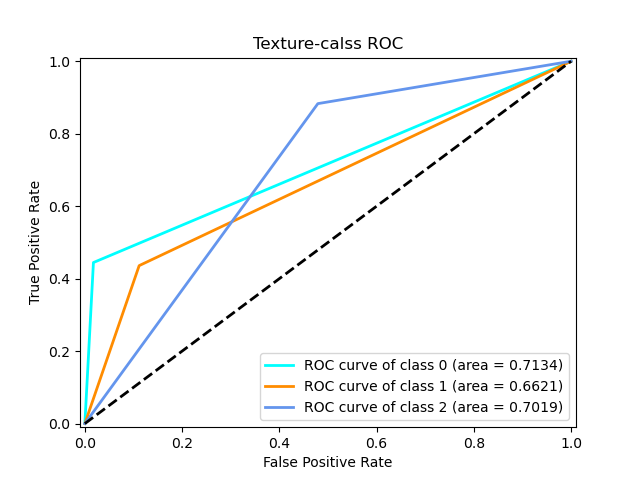 Texture-calss ROC
1.0
0.8
0.6
0.4
0.2
0.0
True Positive Rate
ROC curve of class 0 (area = 0.7134)
ROC curve of class 1 (area = 0.6621)
ROC curve of class 2 (area = 0.7019)
0.0 0.2 0.4 0.6 0.8 1.0
False Positive Rate